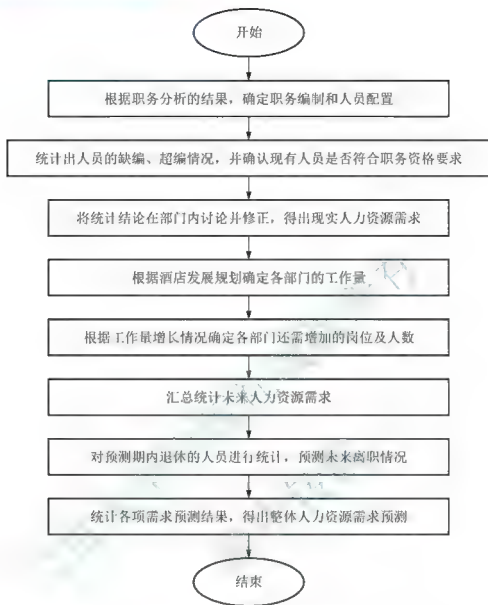 开始
根据职务分析的结果，确定职务编制和人员配置
统计出人员的缺编、超编情况，并确认现有人员是否符合职务资格要求
将统计结论在部门内讨论并修正，得出现实人力资源需求
根据酒店发展规划确定各部门的工作量
根据工作量增长情况确定各部门还需增加的岗位及人数
汇总统计未来人力资源需求
对预测期内退休的人员进行统计，预测未来离职情况
统计各项需求预测结果，得出整体人力资源需求预测
结束